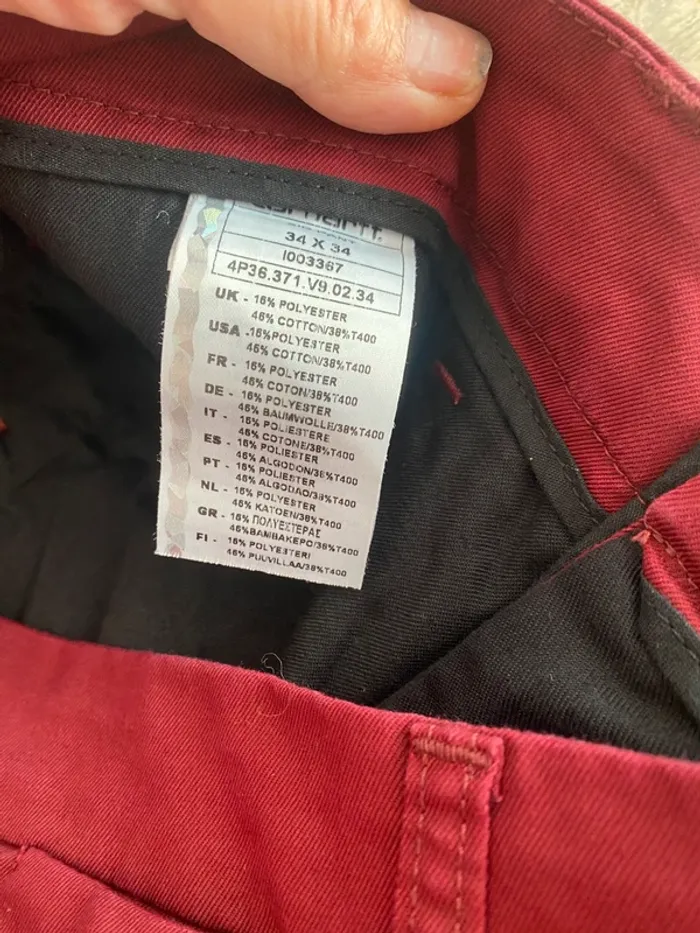 carhartt
34 X 34
I003367
4P36.371.V9.02.34
UK - 16% POLYESTER
46% COTTON/38%T400
USA -16%POLYESTER
46% COTTON/38%T400
FR - 16% POLYESTER
46% COTON/38%T400
DE - 16% POLYESTER
46% BAUMWOLLE/38%T400
IT - 16% POLIESTERE
46% COTONE/38%T400
ES - 16% POLIESTER
46% ALGODON/38%T400
PT - 16% POLIESTER
46% ALGODAO/38%T400
NL - 16% POLYESTER
46% KATOEN/38%T400
GR - 16% ΠΟΛΥΕΣΤΕΡΑΣ
46%ΒΑΜΒΑΚΕΡΟ/38%T400
FI - 16% POLYESTERI
46% PUUVILLAA/38%T400